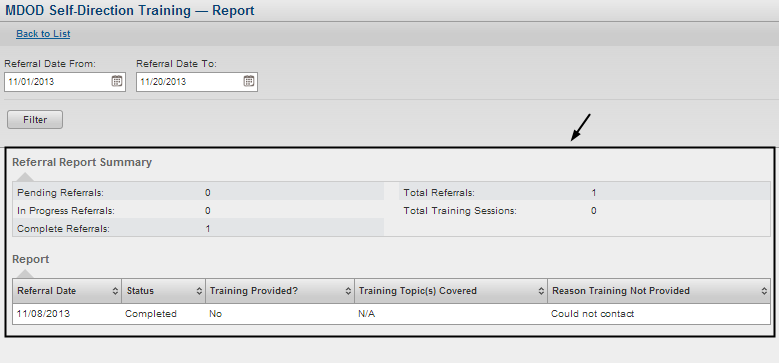 MDOD Self-Direction Training — Report
Back to List
Referral Date From: Referral Date To:
11/01/2013 11/20/2013
Filter
Referral Report Summary
Pending Referrals: 0 Total Referrals: 1
In Progress Referrals: 0 Total Training Sessions: 0
Complete Referrals: 1
Report
Referral Date Status Training Provided? Training Topic(s) Covered Reason Training Not Provided
11/08/2013 Completed No N/A Could not contact